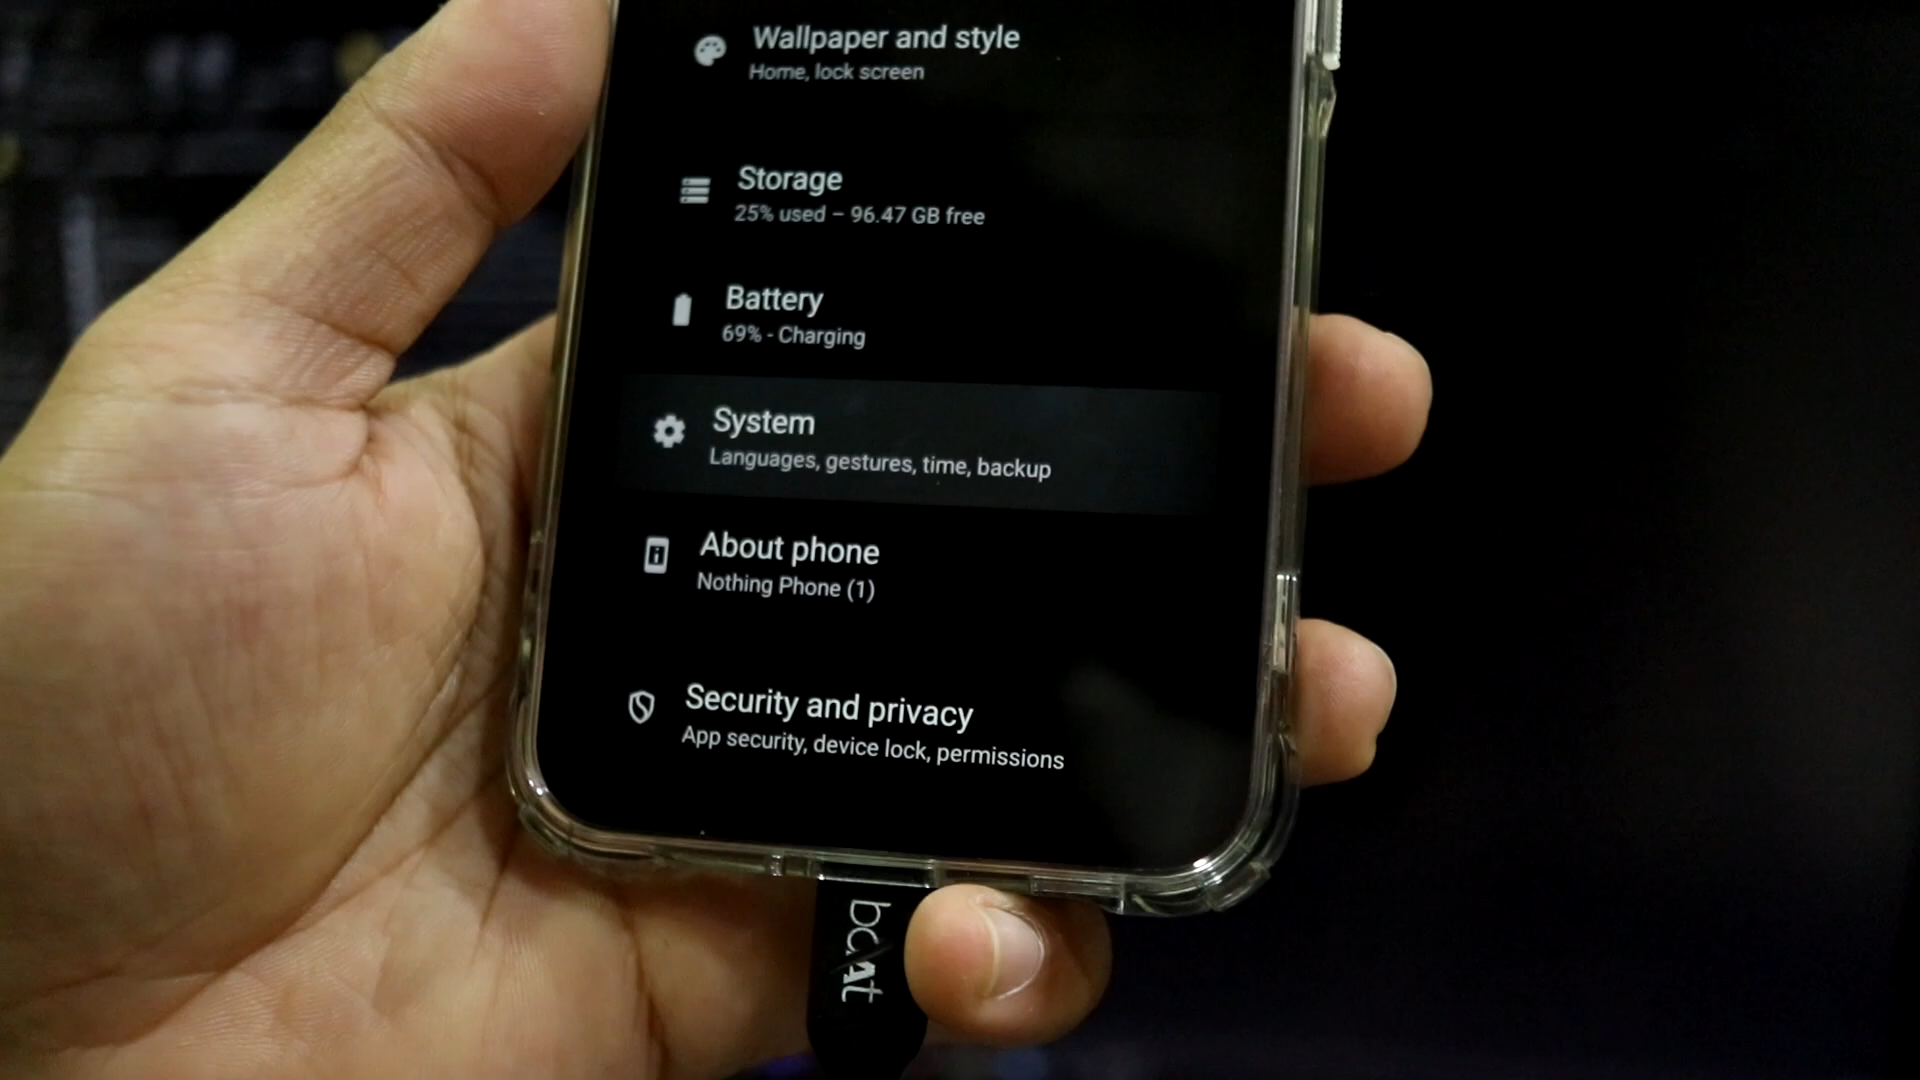 Wallpaper and style
Home, lock screen
Storage
25% used – 96.47 GB free
Battery
69% - Charging
System
Languages, gestures, time, backup
About phone
Nothing Phone (1)
Security and privacy
App security, device lock, permissions
boAt